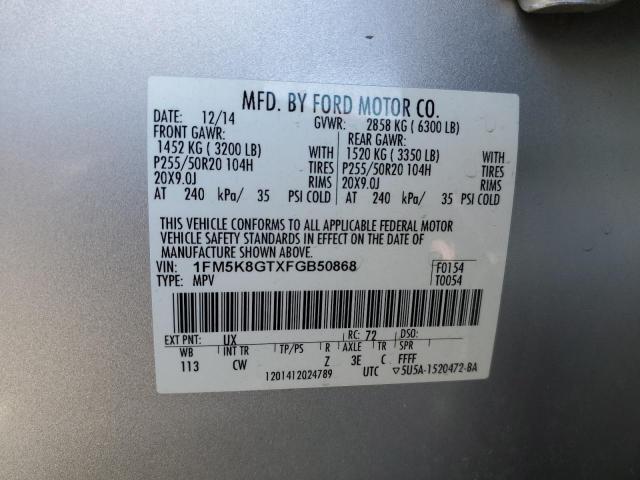 MFD. BY FORD MOTOR CO.
DATE: 12/14 GVWR: 2858 KG ( 6300 LB)
FRONT GAWR: REAR GAWR:
1452 KG ( 3200 LB) WITH 1520 KG ( 3350 LB) WITH
P255/50R20 104H TIRES P255/50R20 104H TIRES
20X9.0J RIMS 20X9.0J RIMS
AT 240 kPa/ 35 PSI COLD AT 240 kPa/ 35 PSI COLD
THIS VEHICLE CONFORMS TO ALL APPLICABLE FEDERAL MOTOR
VEHICLE SAFETY STANDARDS IN EFFECT ON THE DATE OF
MANUFACTURE SHOWN ABOVE.
VIN: 1FM5K8GTXFGB50868 F0154
TYPE: MPV T0054
EXT PNT: UX RC: 72 DSO:
WB INT TR TP/PS R AXLE TR SPR
113 CW Z 3E C FFFF
1201412024789 UTC ▽5U5A-1520472-BA